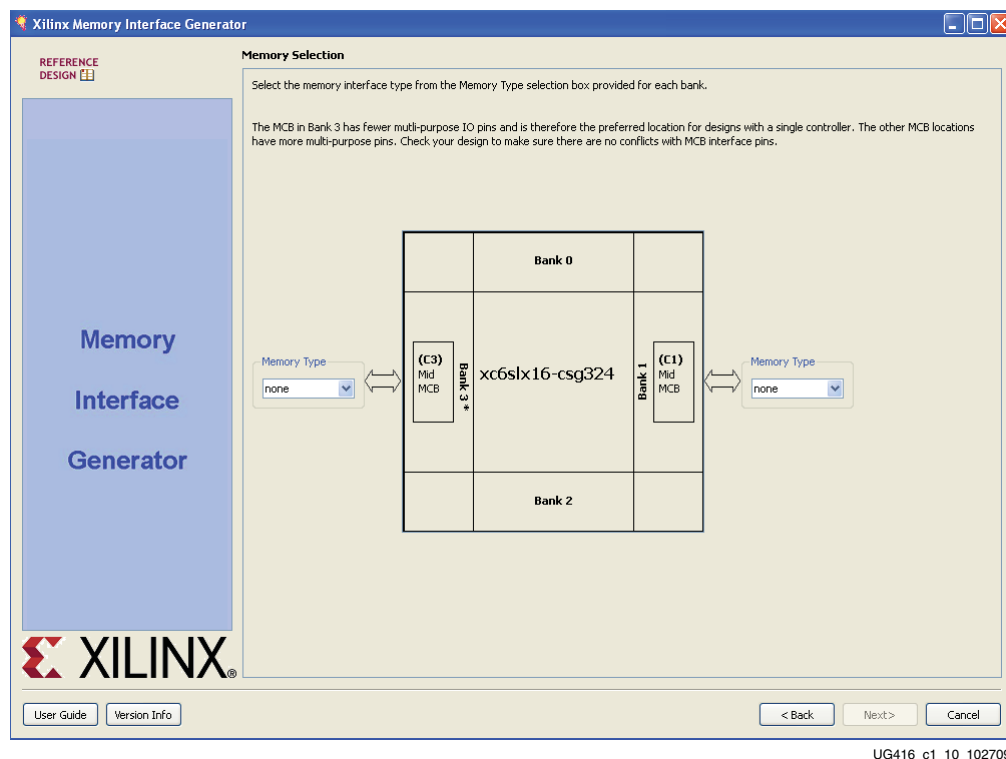 Xilinx Memory Interface Generator
REFERENCE
DESIGN
Memory Selection
Select the memory interface type from the Memory Type selection box provided for each bank.
The MCB in Bank 3 has fewer mutli-purpose IO pins and is therefore the preferred location for designs with a single controller. The other MCB locations
have more multi-purpose pins. Check your design to make sure there are no conflicts with MCB interface pins.
Memory
Interface
Generator
Bank 0
Memory Type
none
(C3)
Mid
MCB
Bank 3 *
xc6slx16-csg324
Bank 1
(C1)
Mid
MCB
Memory Type
none
Bank 2
XILINX®
User Guide
Version Info
< Back
Next>
Cancel
UG416_c1_10_102709